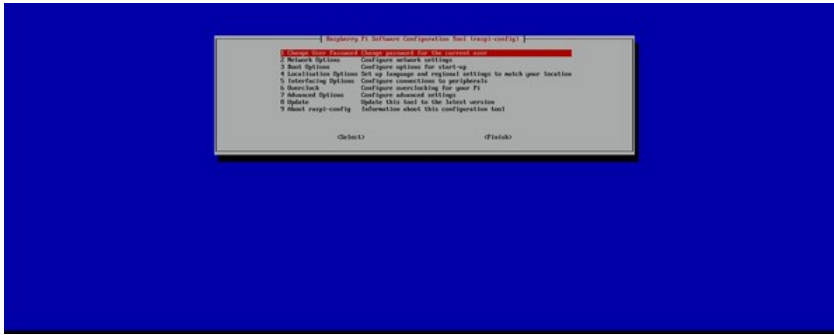 Raspberry Pi Software Configuration Tool (raspi-config)
1 Change User Password Change password for the current user
2 Network Options Configure network settings
3 Boot Options Configure options for start-up
4 Localisation Options Set up language and regional settings to match your location
5 Interfacing Options Configure connections to peripherals
6 Overclock Configure overclocking for your Pi
7 Advanced Options Configure advanced settings
8 Update Update this tool to the latest version
9 About raspi-config Information about this configuration tool
<Select> <Finish>